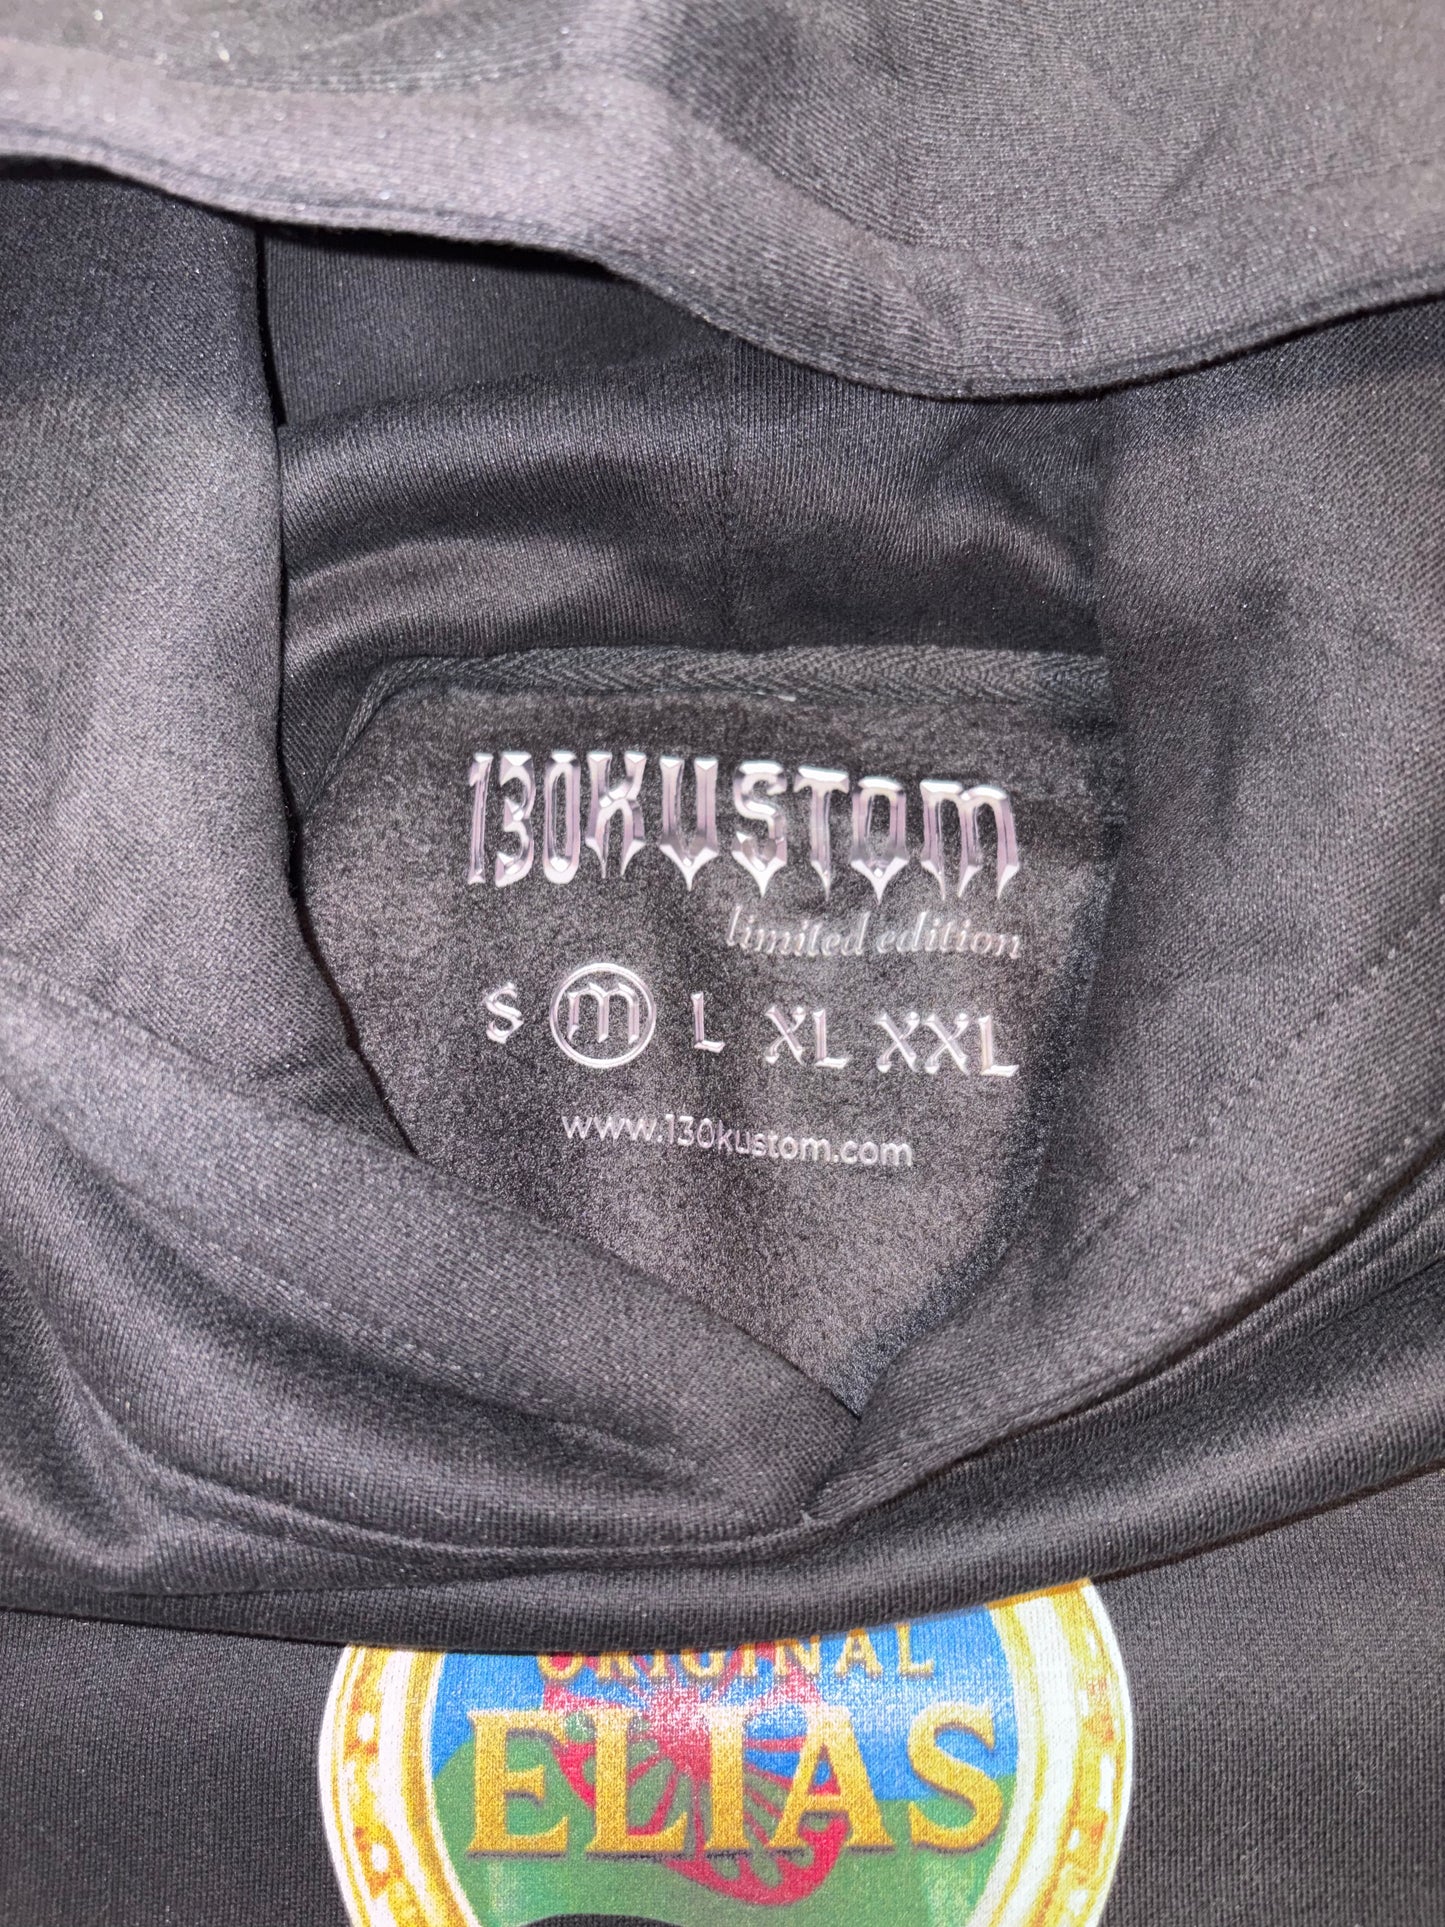 130KUSTOM
limited edition
S M L XL XXL
www.130kustom.com
ORIGINAL
ELIAS